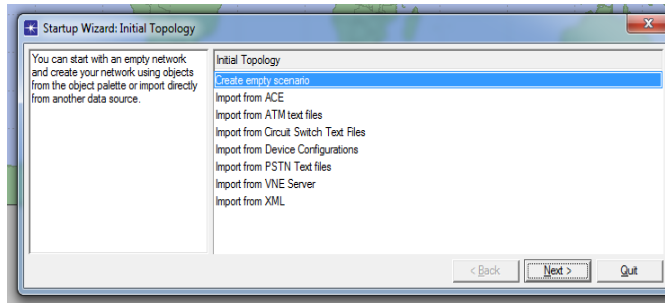 Startup Wizard: Initial Topology
You can start with an empty network
and create your network using objects
from the object palette or import directly
from another data source.
Initial Topology
Create empty scenario
Import from ACE
Import from ATM text files
Import from Circuit Switch Text Files
Import from Device Configurations
Import from PSTN Text files
Import from VNE Server
Import from XML
< Back
Next >
Quit